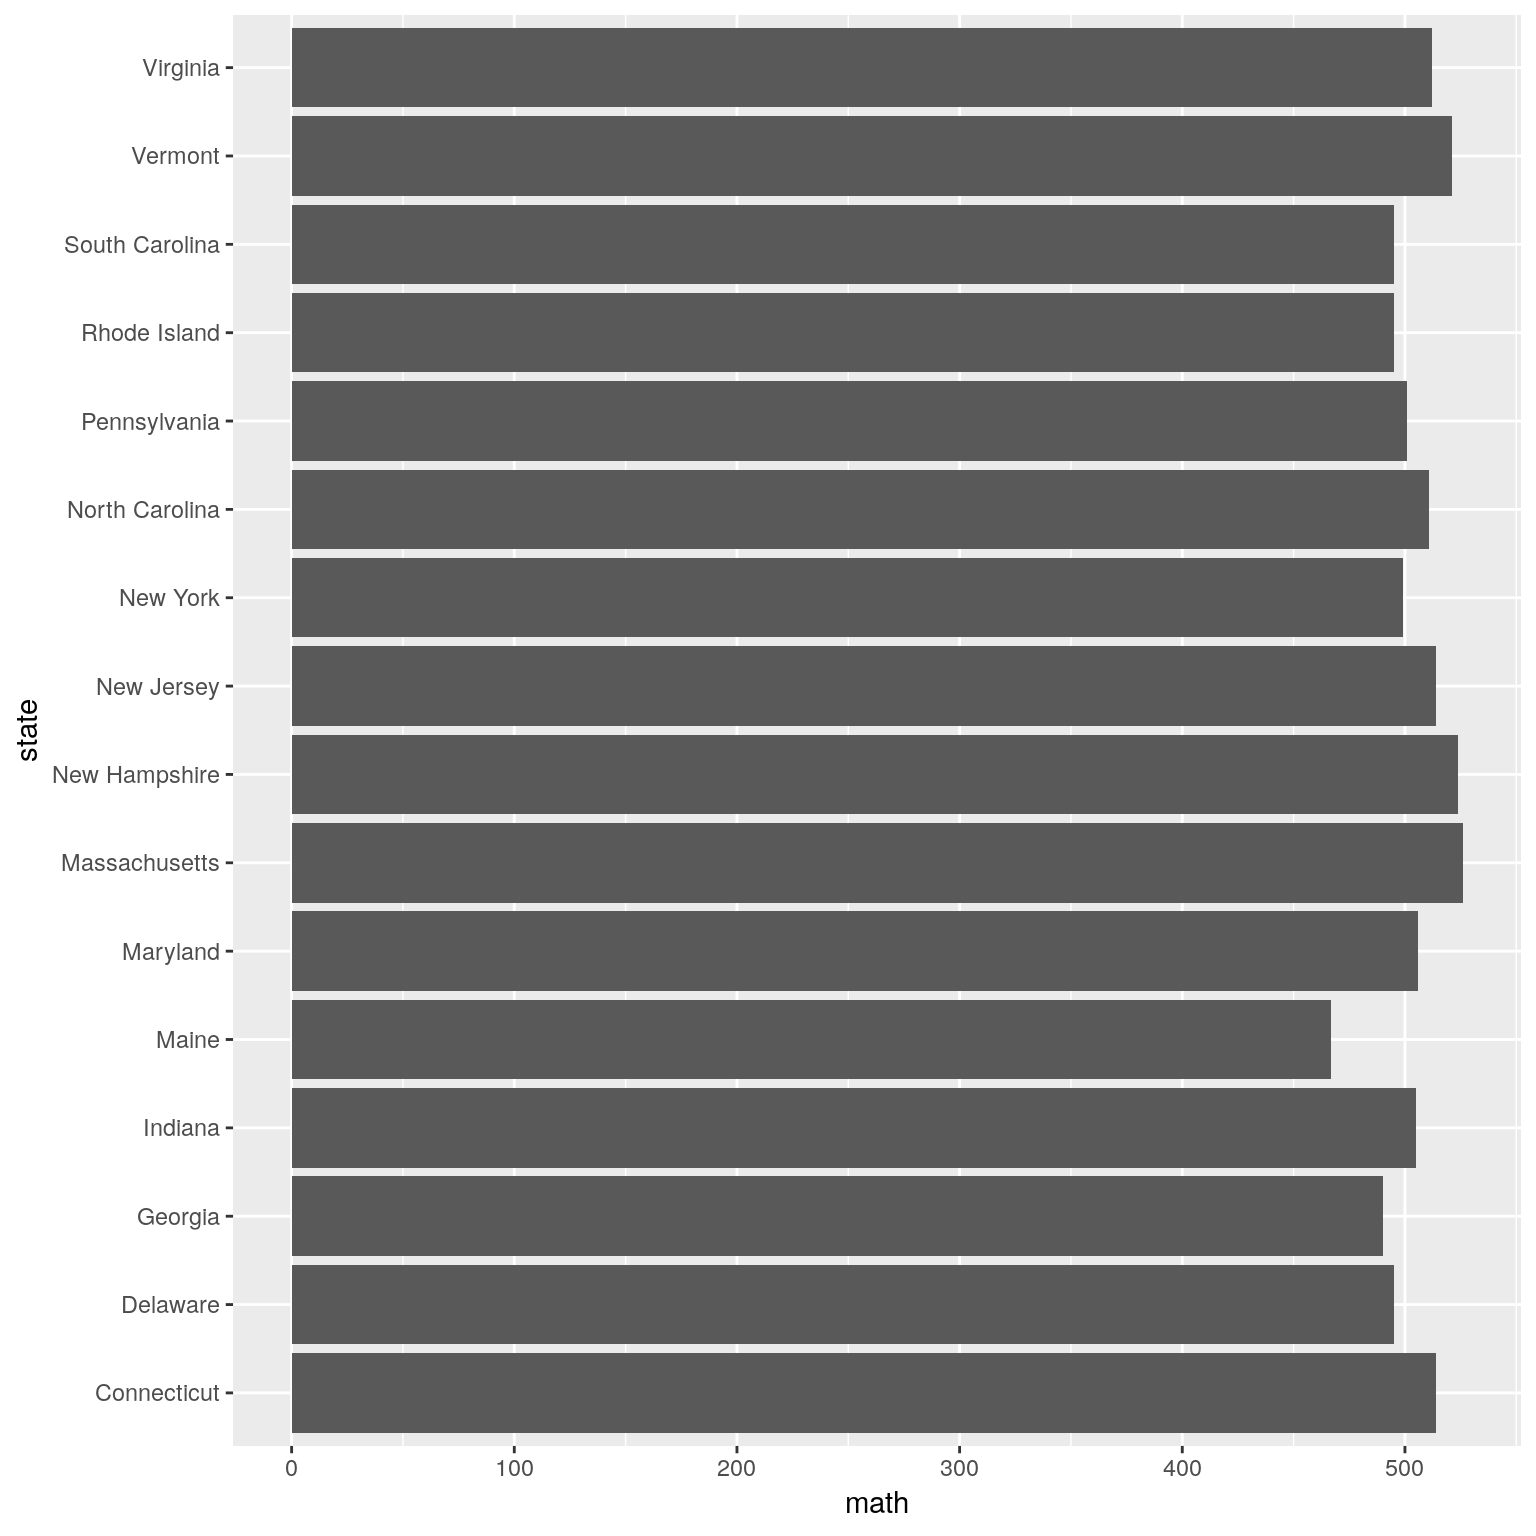 Virginia
Vermont
South Carolina
Rhode Island
Pennsylvania
North Carolina
New York
New Jersey
state
New Hampshire
Massachusetts
Maryland
Maine
Indiana
Georgia
Delaware
Connecticut
0 100 200 300 400 500
math